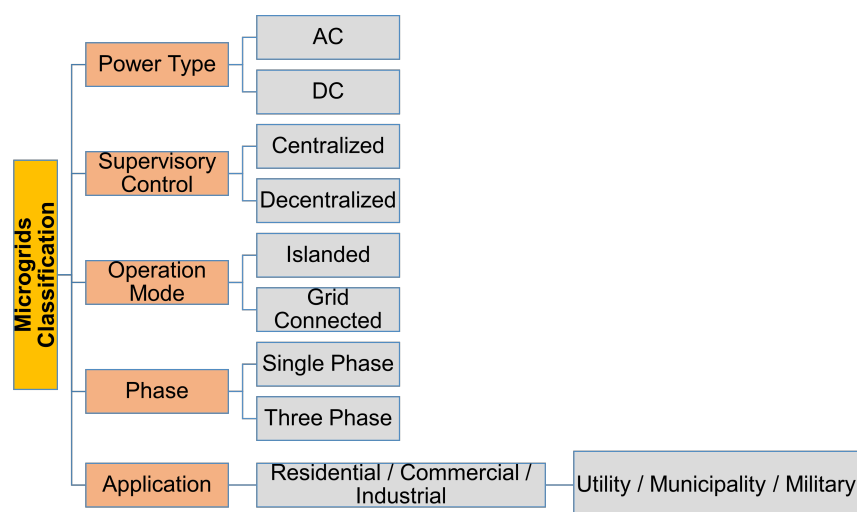 Microgrids
Classification
Power Type
AC
DC
Supervisory
Control
Centralized
Decentralized
Operation
Mode
Islanded
Grid
Connected
Phase
Single Phase
Three Phase
Application
Residential / Commercial /
Industrial
Utility / Municipality / Military